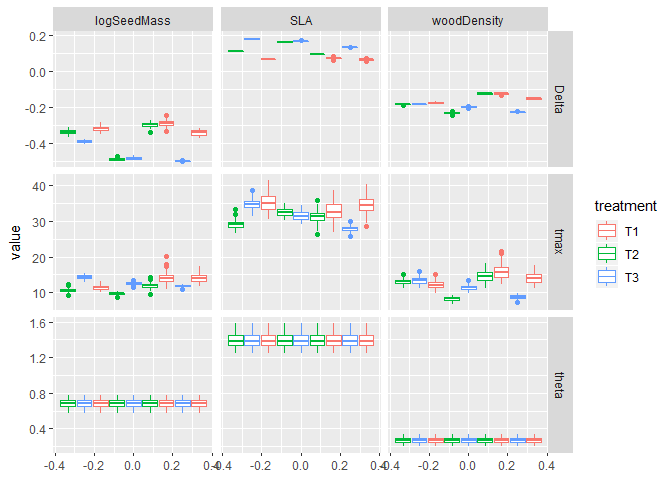 logSeedMass SLA woodDensity
0.2
0.0
-0.2
-0.4
Delta
40
30
20
10
tmax
1.6
1.2
0.8
0.4
theta
value
-0.4 -0.2 0.0 0.2 0.4 -0.4 -0.2 0.0 0.2 0.4 -0.4 -0.2 0.0 0.2 0.4
treatment
T1
T2
T3